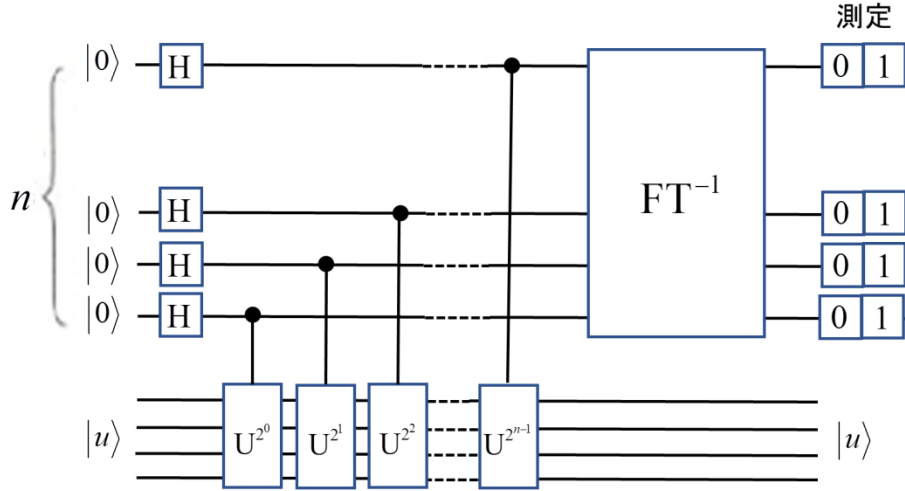 測定
|0⟩ H 0 1
n
FT⁻¹
|0⟩ H 0 1
|0⟩ H 0 1
|0⟩ H 0 1
|u⟩ U^{2^0} U^{2^1} U^{2^2} U^{2^{n-1}} |u⟩